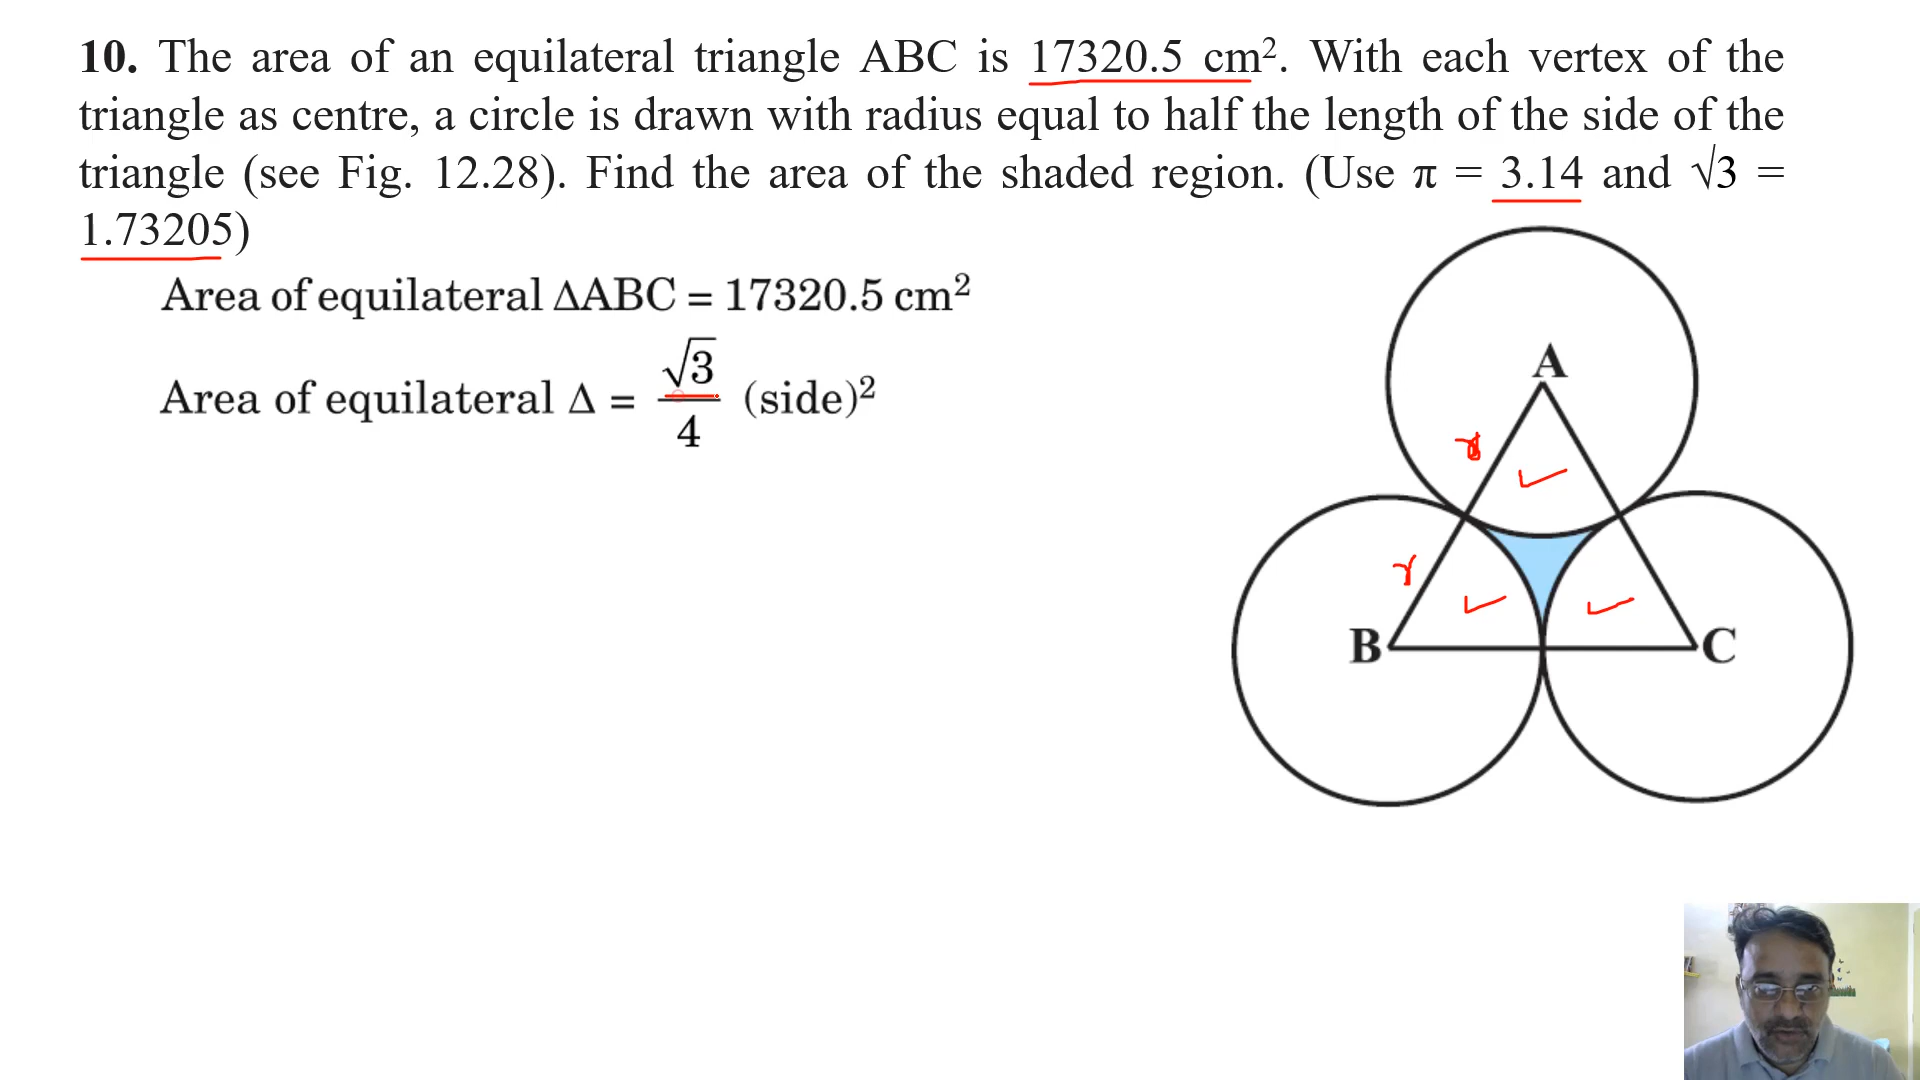 10. The area of an equilateral triangle ABC is 17320.5 cm². With each vertex of the
triangle as centre, a circle is drawn with radius equal to half the length of the side of the
triangle (see Fig. 12.28). Find the area of the shaded region. (Use π = 3.14 and √3 =
1.73205)
Area of equilateral ΔABC = 17320.5 cm²
Area of equilateral Δ = √3/4 (side)²
A
r
r
B
C